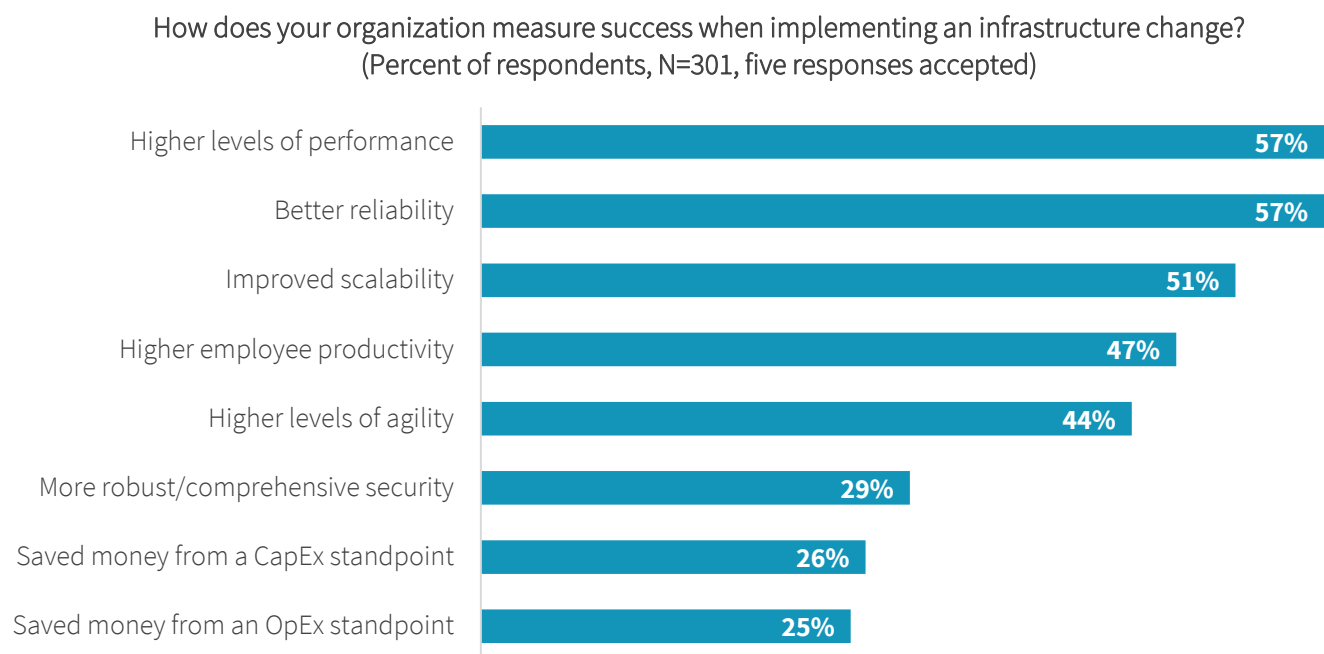 How does your organization measure success when implementing an infrastructure change?
(Percent of respondents, N=301, five responses accepted)
Higher levels of performance 57%
Better reliability 57%
Improved scalability 51%
Higher employee productivity 47%
Higher levels of agility 44%
More robust/comprehensive security 29%
Saved money from a CapEx standpoint 26%
Saved money from an OpEx standpoint 25%